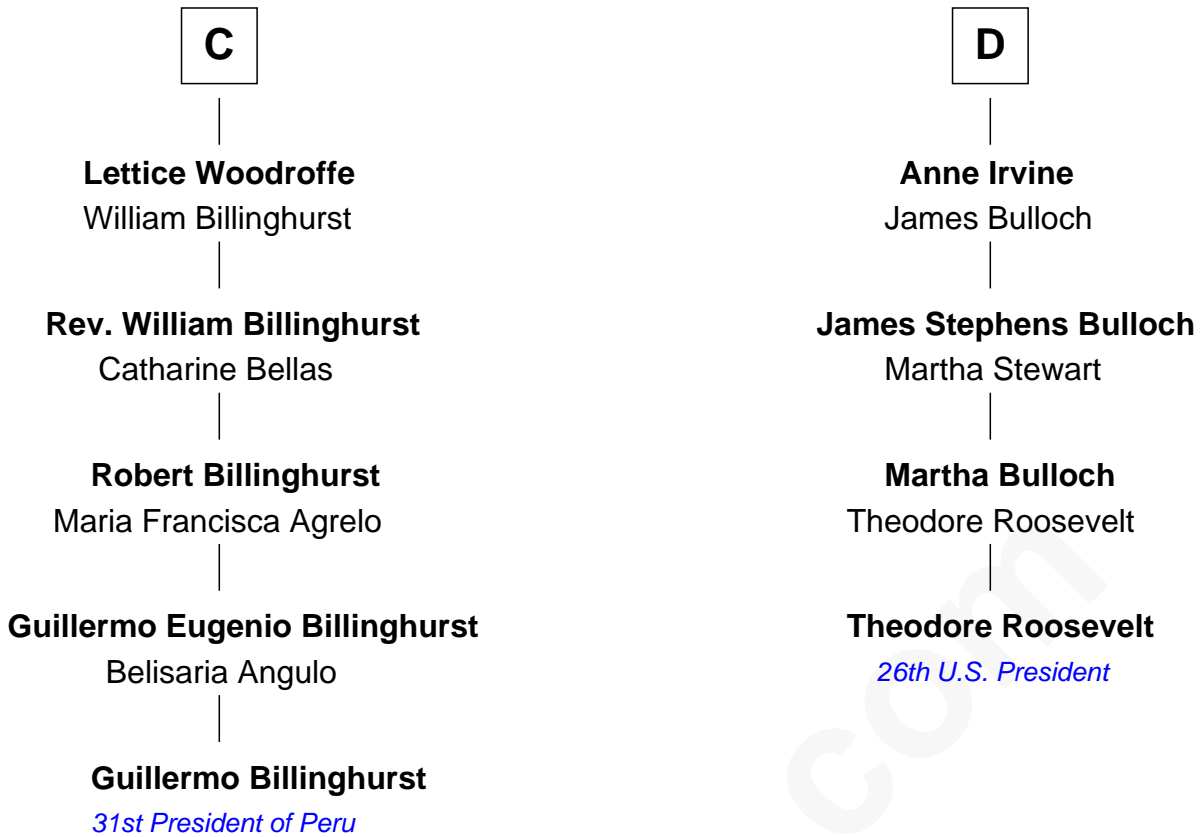 C
Lettice Woodroffe
William Billinghurst
Rev. William Billinghurst
Catharine Bellas
Robert Billinghurst
Maria Francisca Agrelo
Guillermo Eugenio Billinghurst
Belisaria Angulo
Guillermo Billinghurst
31st President of Peru
D
Anne Irvine
James Bulloch
James Stephens Bulloch
Martha Stewart
Martha Bulloch
Theodore Roosevelt
Theodore Roosevelt
26th U.S. President
com